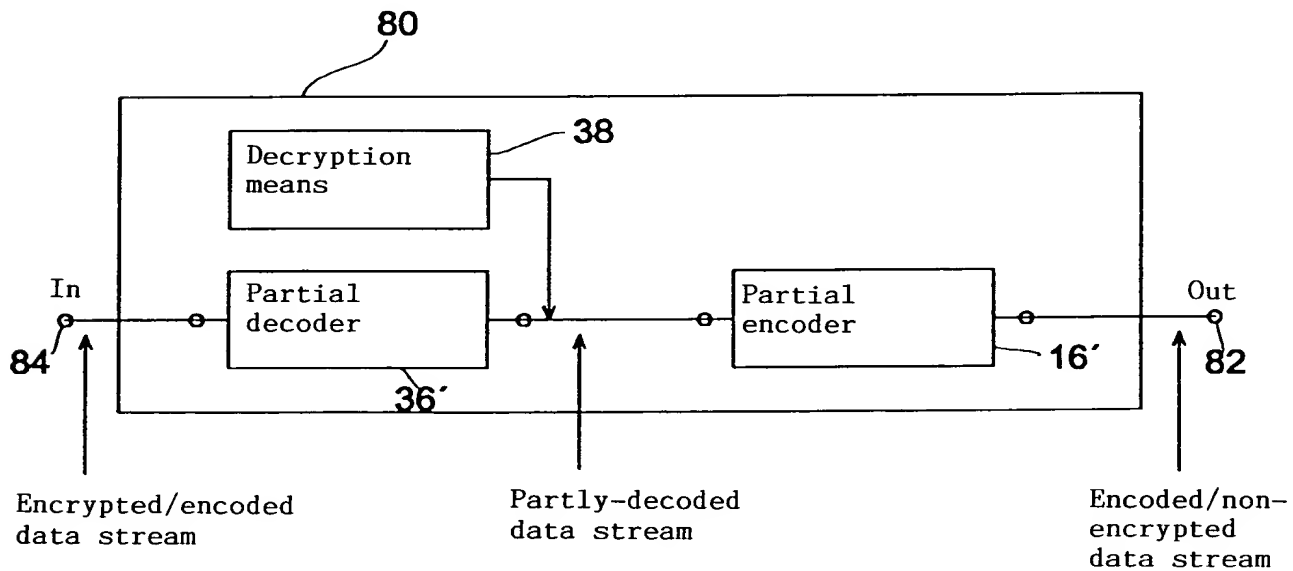 80
Decryption
means
38
In
Partial
decoder
Partial
encoder
Out
84
36´
16´
82
Encrypted/encoded
data stream
Partly-decoded
data stream
Encoded/non-
encrypted
data stream